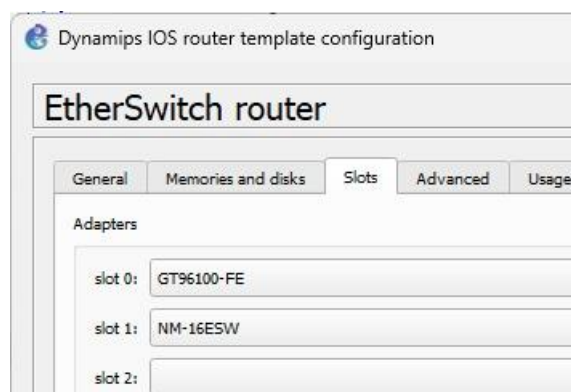 Dynamips IOS router template configuration
EtherSwitch router
General Memories and disks Slots Advanced Usage
Adapters
slot 0: GT96100-FE
slot 1: NM-16ESW
slot 2: